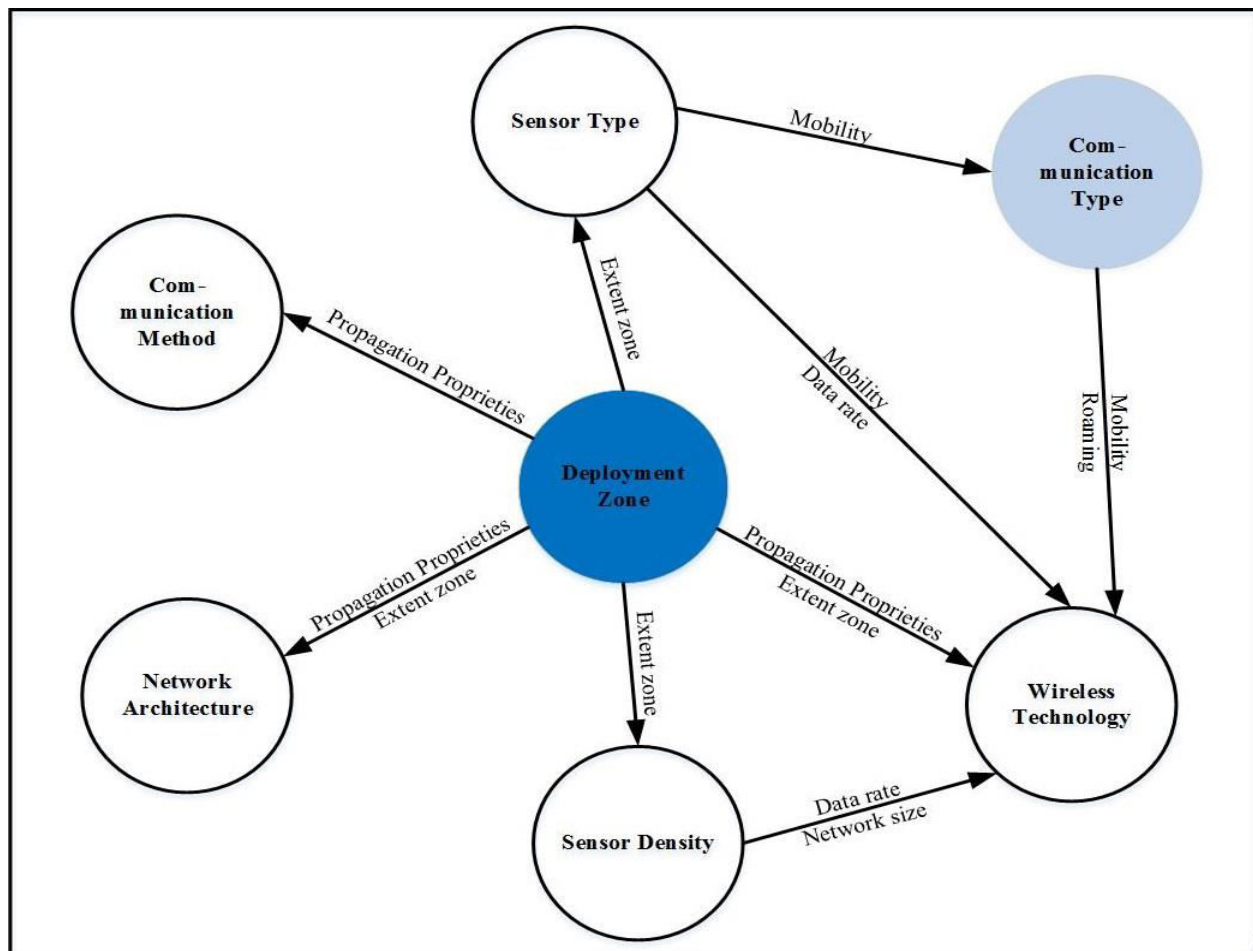 Sensor Type
Mobility
Com-
munication
Type
Extent zone
Com-
munication
Method
Propagation Proprieties
Mobility
Data rate
Mobility
Roaming
Deployment
Zone
Propagation Proprieties
Extent zone
Propagation Proprieties
Extent zone
Extent zone
Network
Architecture
Wireless
Technology
Sensor Density
Data rate
Network size